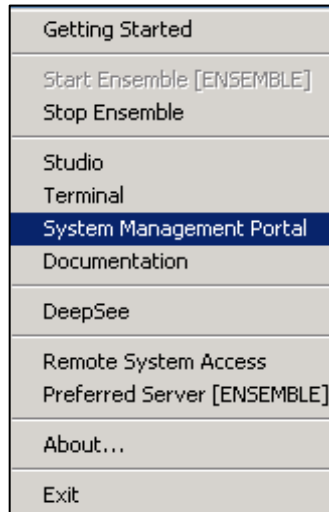 Getting Started
Start Ensemble [ENSEMBLE]
Stop Ensemble
Studio
Terminal
System Management Portal
Documentation
DeepSee
Remote System Access
Preferred Server [ENSEMBLE]
About...
Exit